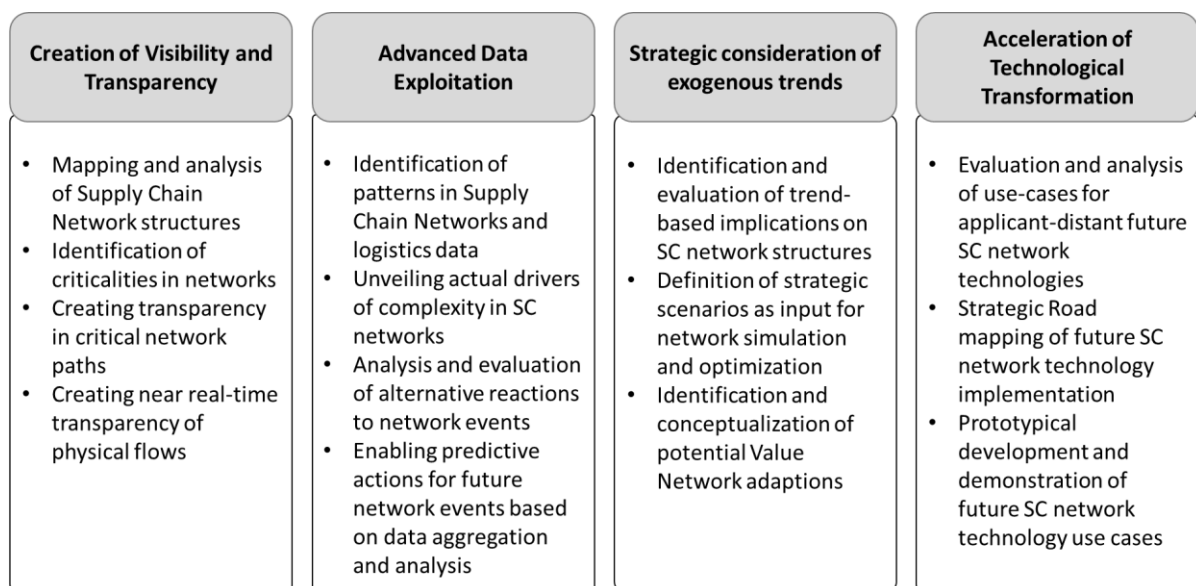 Creation of Visibility and
Transparency
• Mapping and analysis
of Supply Chain
Network structures
• Identification of
criticalities in networks
• Creating transparency
in critical network
paths
• Creating near real-time
transparency of
physical flows
Advanced Data
Exploitation
• Identification of
patterns in Supply
Chain Networks and
logistics data
• Unveiling actual drivers
of complexity in SC
networks
• Analysis and evaluation
of alternative reactions
to network events
• Enabling predictive
actions for future
network events based
on data aggregation
and analysis
Strategic consideration of
exogenous trends
• Identification and
evaluation of trend-
based implications on
SC network structures
• Definition of strategic
scenarios as input for
network simulation
and optimization
• Identification and
conceptualization of
potential Value
Network adaptions
Acceleration of
Technological
Transformation
• Evaluation and analysis
of use-cases for
applicant-distant future
SC network
technologies
• Strategic Road
mapping of future SC
network technology
implementation
• Prototypical
development and
demonstration of
future SC network
technology use cases